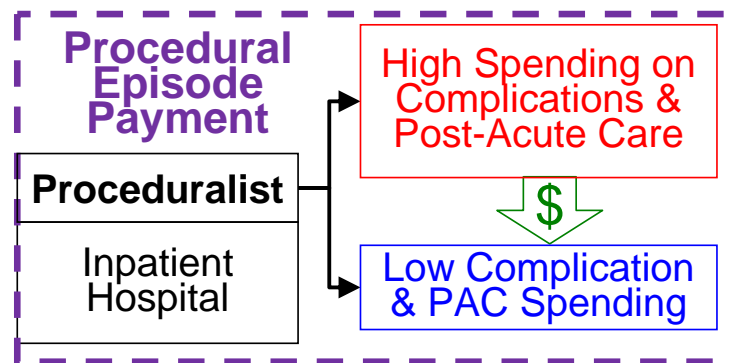 Procedural
Episode
Payment
High Spending on
Complications &
Post-Acute Care
Proceduralist
$
Inpatient
Hospital
Low Complication
& PAC Spending